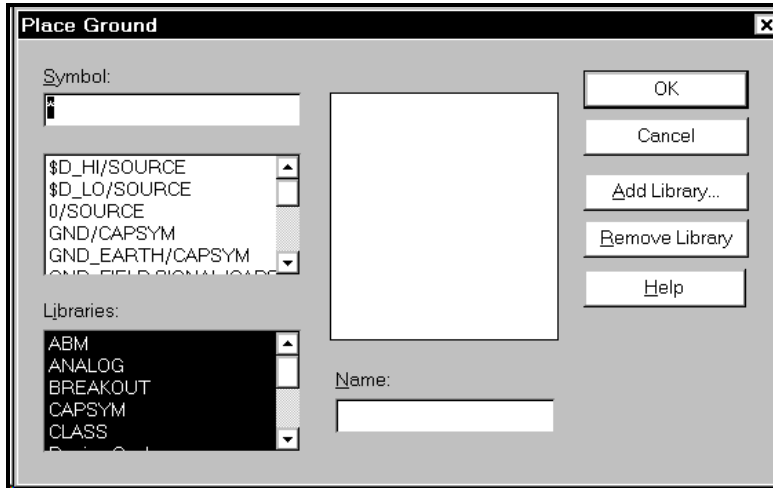 Place Ground
Symbol:
*
$D_HI/SOURCE
$D_LO/SOURCE
0/SOURCE
GND/CAPSYM
GND_EARTH/CAPSYM
Libraries:
ABM
ANALOG
BREAKOUT
CAPSYM
CLASS
Name:
OK
Cancel
Add Library...
Remove Library
Help